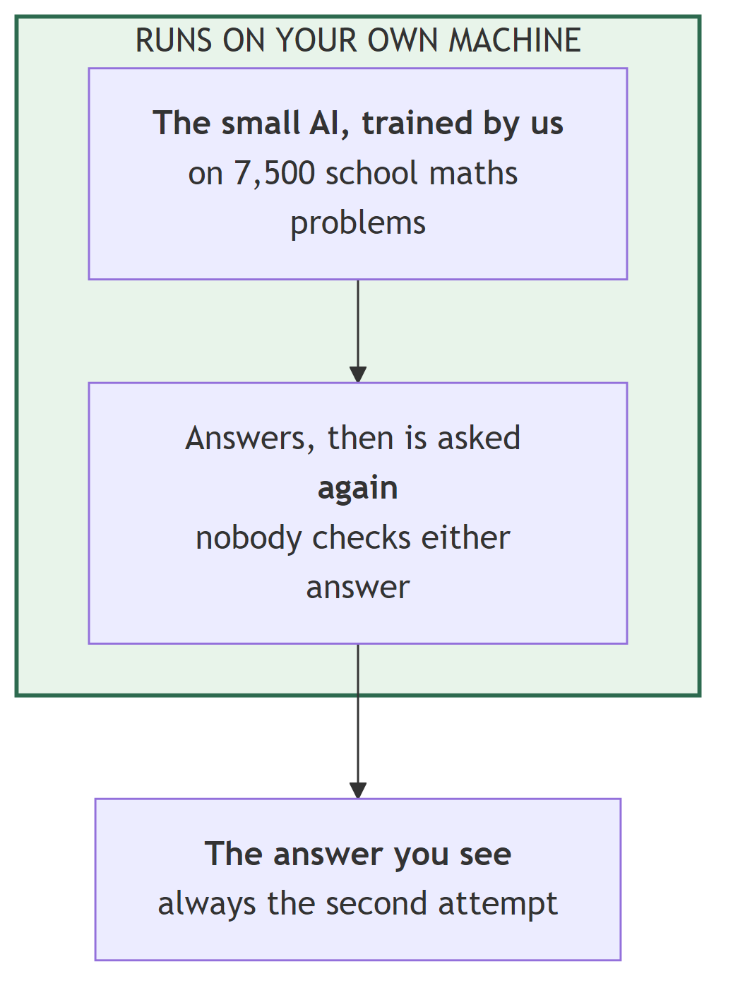 RUNS ON YOUR OWN MACHINE
The small AI, trained by us
on 7,500 school maths
problems
Answers, then is asked
again
nobody checks either
answer
The answer you see
always the second attempt